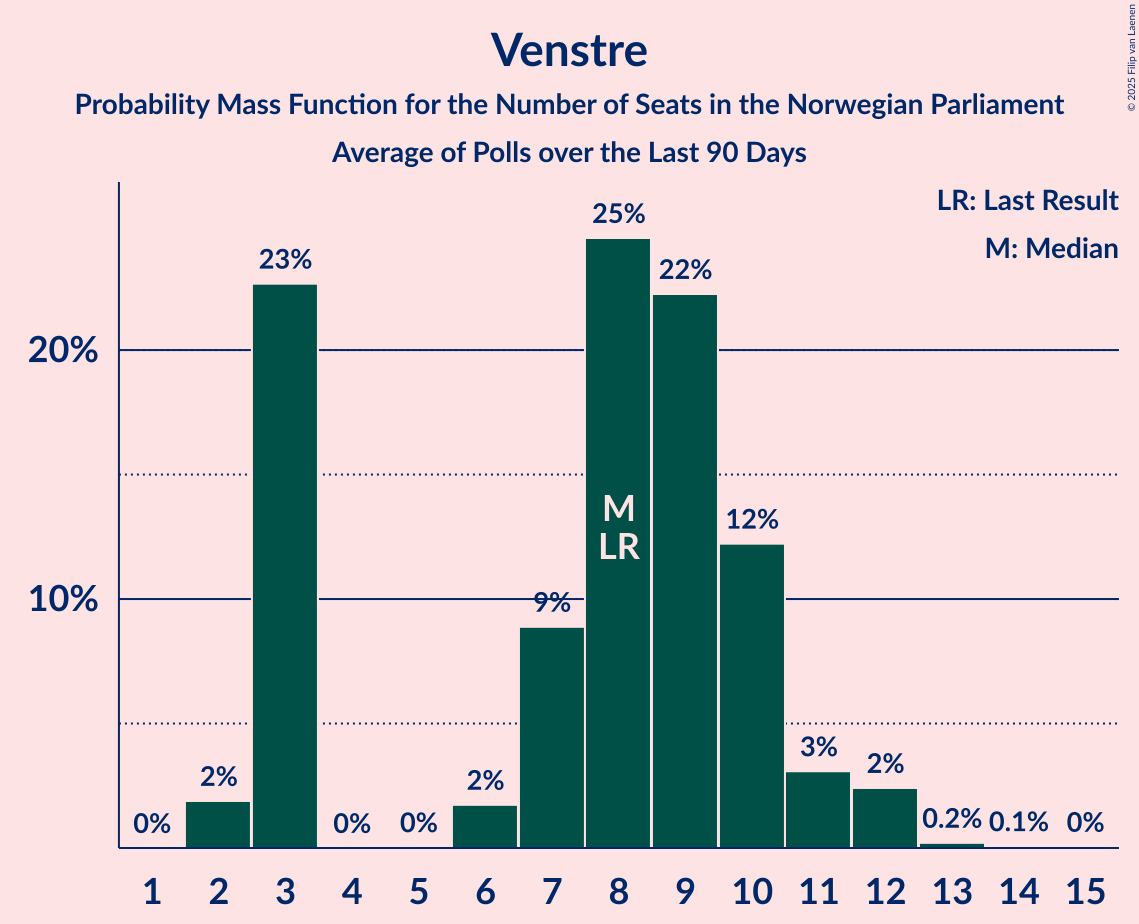 Venstre
Probability Mass Function for the Number of Seats in the Norwegian Parliament
Average of Polls over the Last 90 Days
© 2025 Filip van Laenen
LR: Last Result
M: Median
20%
10%
0%
2%
23%
0%
0%
2%
9%
25%
22%
12%
3%
2%
0.2%
0.1%
0%
M
LR
1 2 3 4 5 6 7 8 9 10 11 12 13 14 15